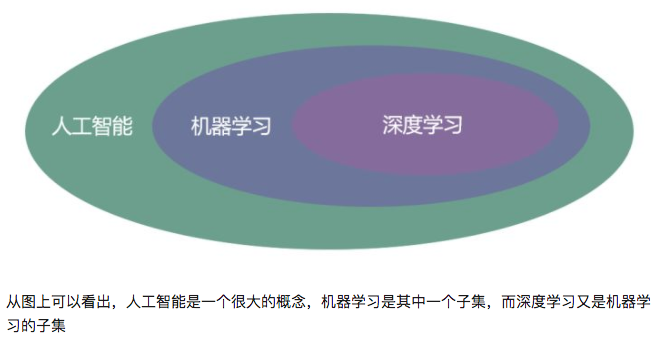 人工智能
机器学习
深度学习
从图上可以看出，人工智能是一个很大的概念，机器学习是其中一个子集，而深度学习又是机器学
习的子集